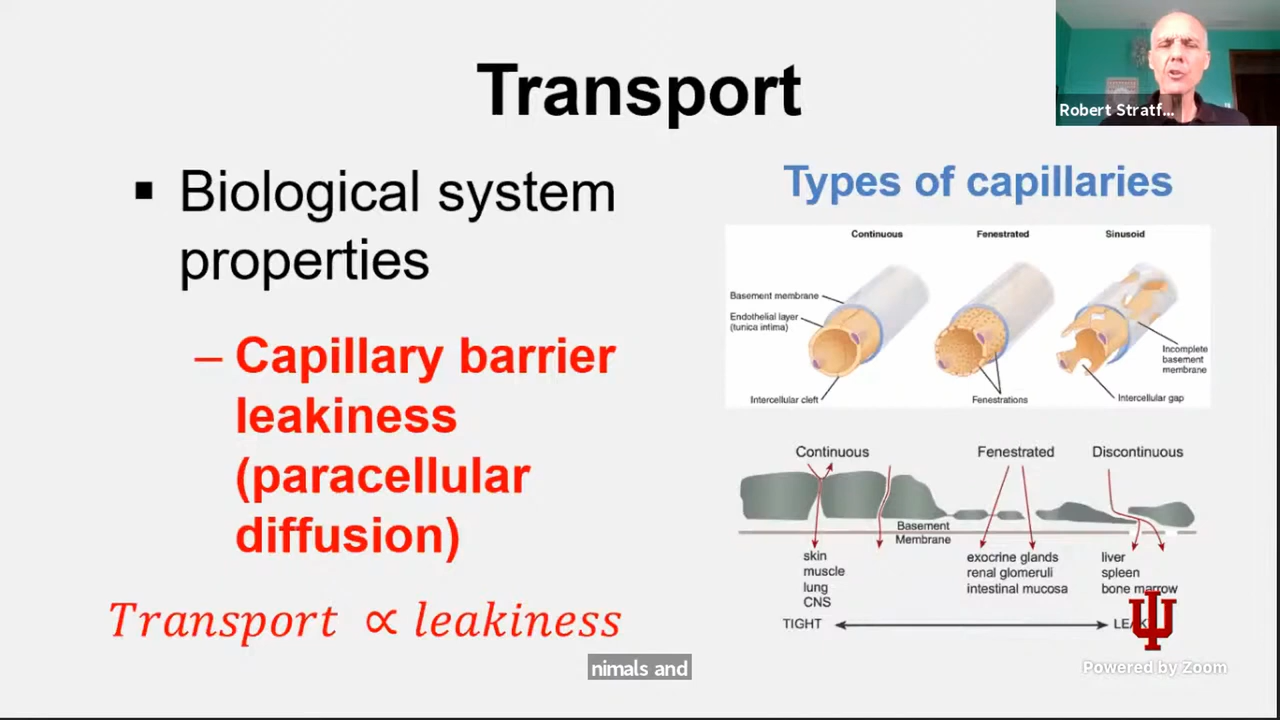 Transport
Robert Stratf...
▪ Biological system
properties
– Capillary barrier
leakiness
(paracellular
diffusion)
Transport ∝ leakiness
Types of capillaries
Continuous Fenestrated Sinusoid
Basement membrane
Endothelial layer
(tunica intima)
Incomplete
basement
membrane
Intercellular cleft Fenestrations Intercellular gap
Continuous Fenestrated Discontinuous
Basement
Membrane
skin exocrine glands liver
muscle renal glomeruli spleen
lung intestinal mucosa bone marrow
CNS
TIGHT
nimals and
Powered by Zoom